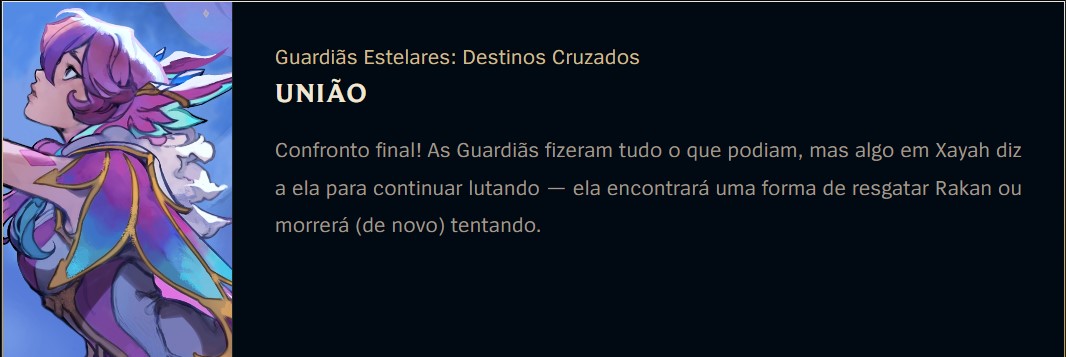 Guardiãs Estelares: Destinos Cruzados
UNIÃO
Confronto final! As Guardiãs fizeram tudo o que podiam, mas algo em Xayah diz
a ela para continuar lutando — ela encontrará uma forma de resgatar Rakan ou
morrerá (de novo) tentando.